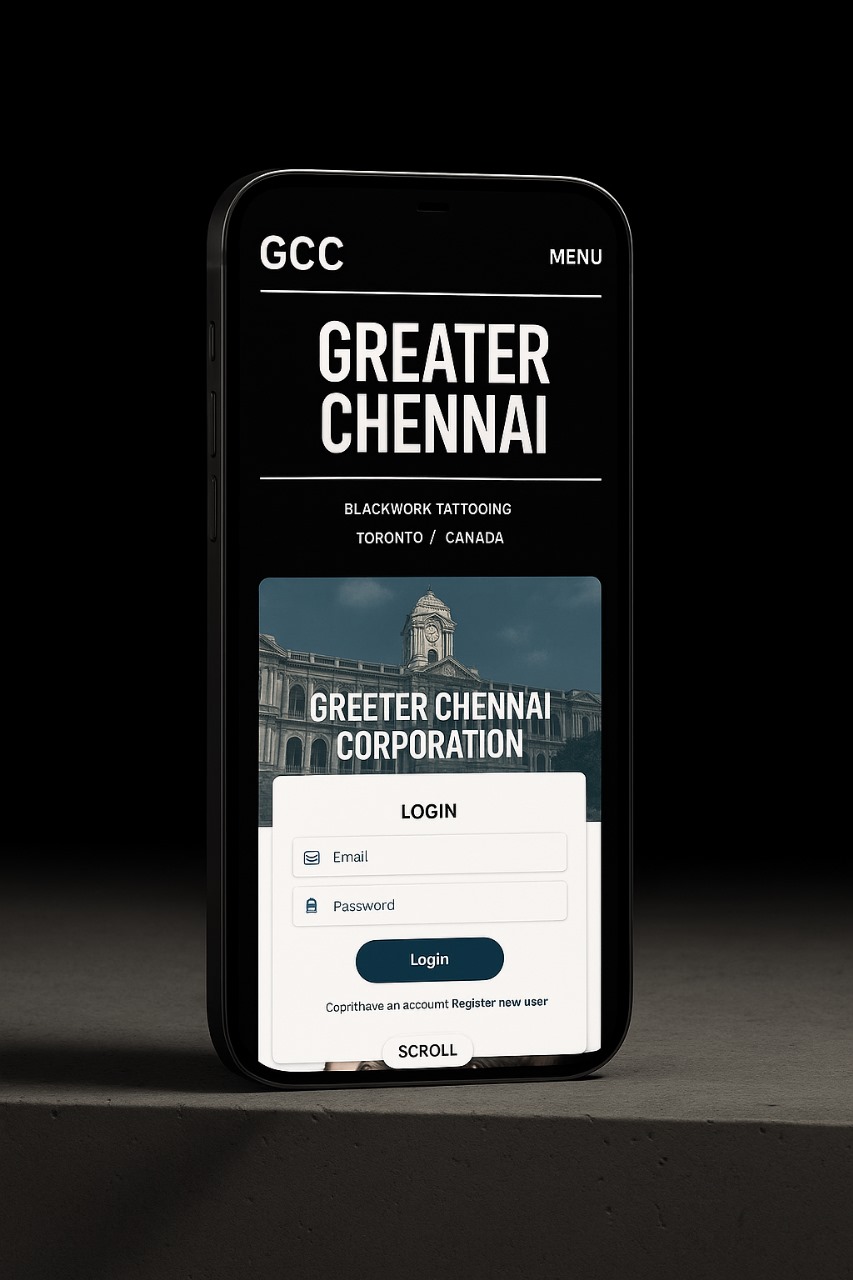 GCC
MENU
GREATER
CHENNAI
BLACKWORK TATTOOING
TORONTO / CANADA
GREETER CHENNAI
CORPORATION
LOGIN
Email
Password
Login
Coprithave an accoumt Register new user
SCROLL